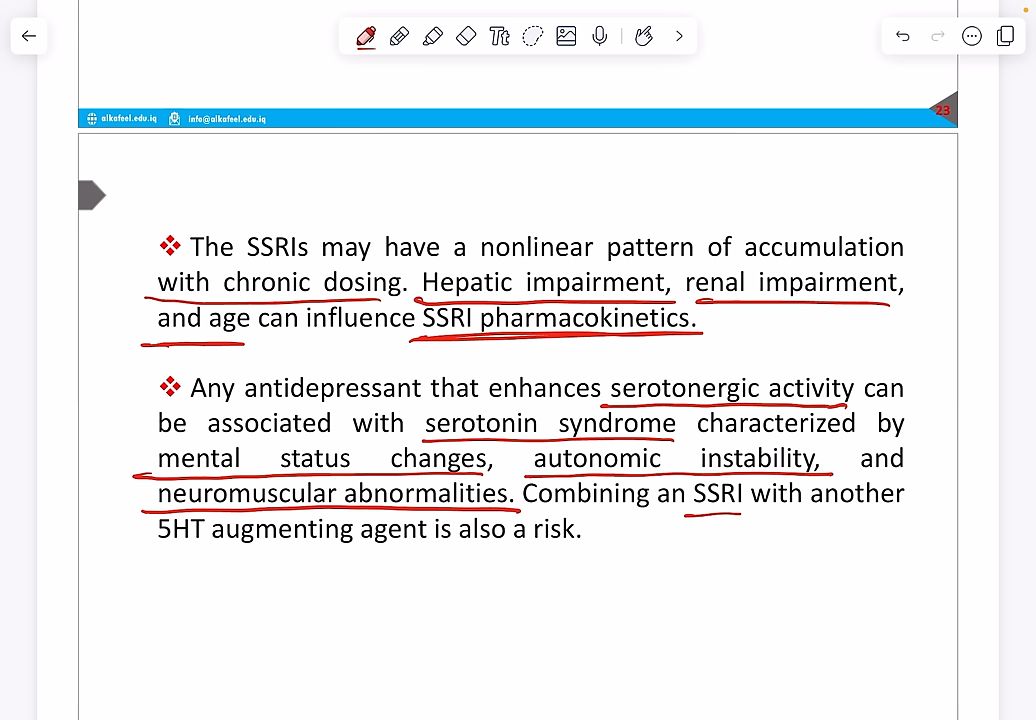 Tt
alkafeel.edu.iq info@alkafeel.edu.iq 23
The SSRIs may have a nonlinear pattern of accumulation
with chronic dosing. Hepatic impairment, renal impairment,
and age can influence SSRI pharmacokinetics.
Any antidepressant that enhances serotonergic activity can
be associated with serotonin syndrome characterized by
mental status changes, autonomic instability, and
neuromuscular abnormalities. Combining an SSRI with another
5HT augmenting agent is also a risk.